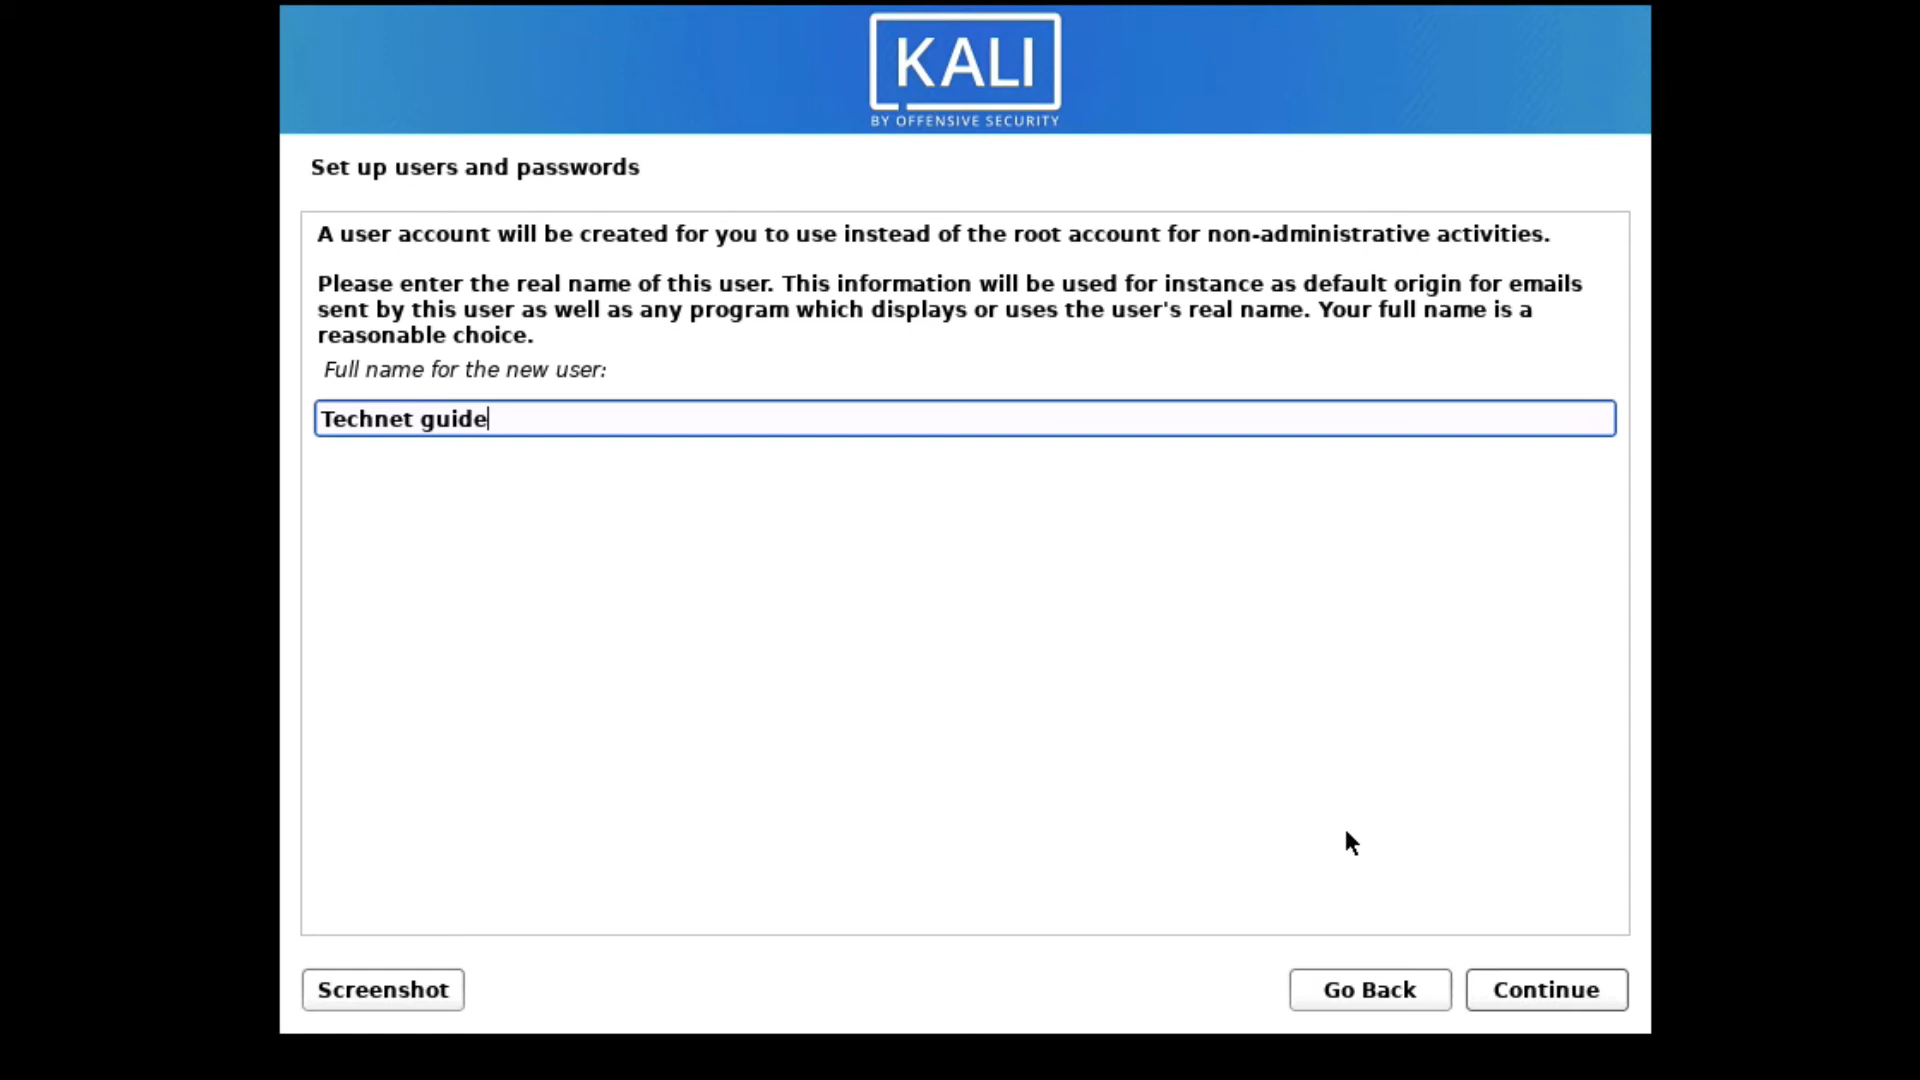 KALI
BY OFFENSIVE SECURITY
Set up users and passwords
A user account will be created for you to use instead of the root account for non-administrative activities.
Please enter the real name of this user. This information will be used for instance as default origin for emails
sent by this user as well as any program which displays or uses the user's real name. Your full name is a
reasonable choice.
Full name for the new user:
Technet guide
Screenshot
Go Back
Continue